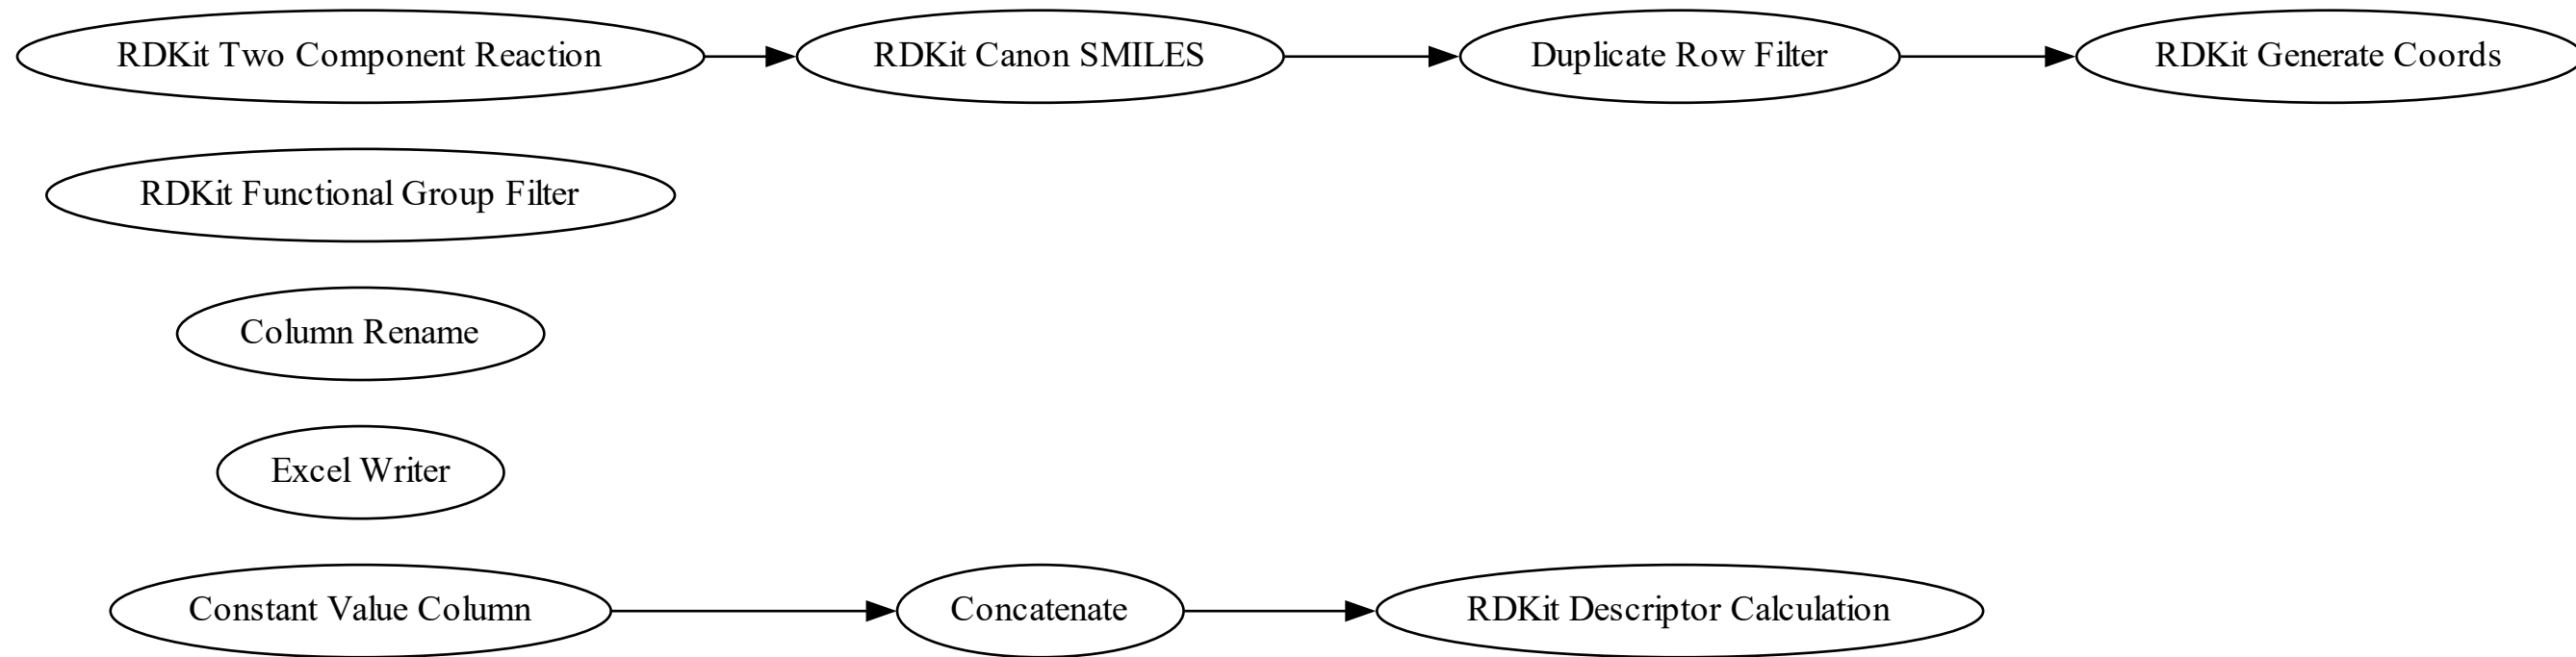 RDKit Two Component Reaction
RDKit Canon SMILES
Duplicate Row Filter
RDKit Generate Coords
RDKit Functional Group Filter
Column Rename
Excel Writer
Constant Value Column
Concatenate
RDKit Descriptor Calculation